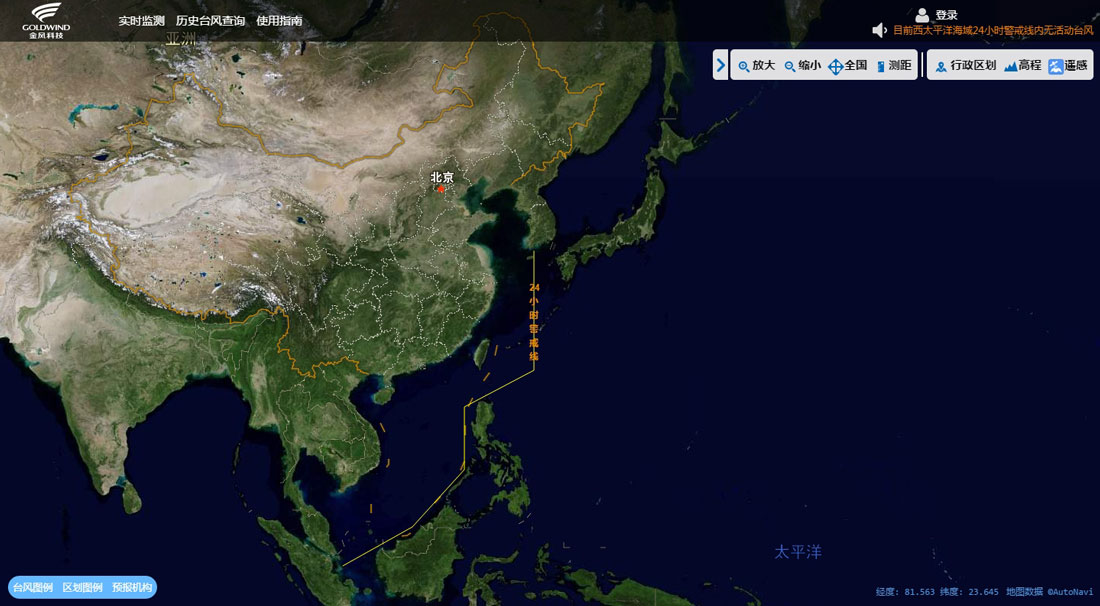 GOLDWIND
金风科技
实时监测 历史台风查询 使用指南
登录
目前西太平洋海域24小时警戒线内无活动台风
亚洲
放大 缩小 全国 测距 行政区划 高程 遥感
北京
24小时警戒线
太平洋
台风图例 区划图例 预报机构
经度: 81.563 纬度: 23.645 地图数据 ©AutoNavi